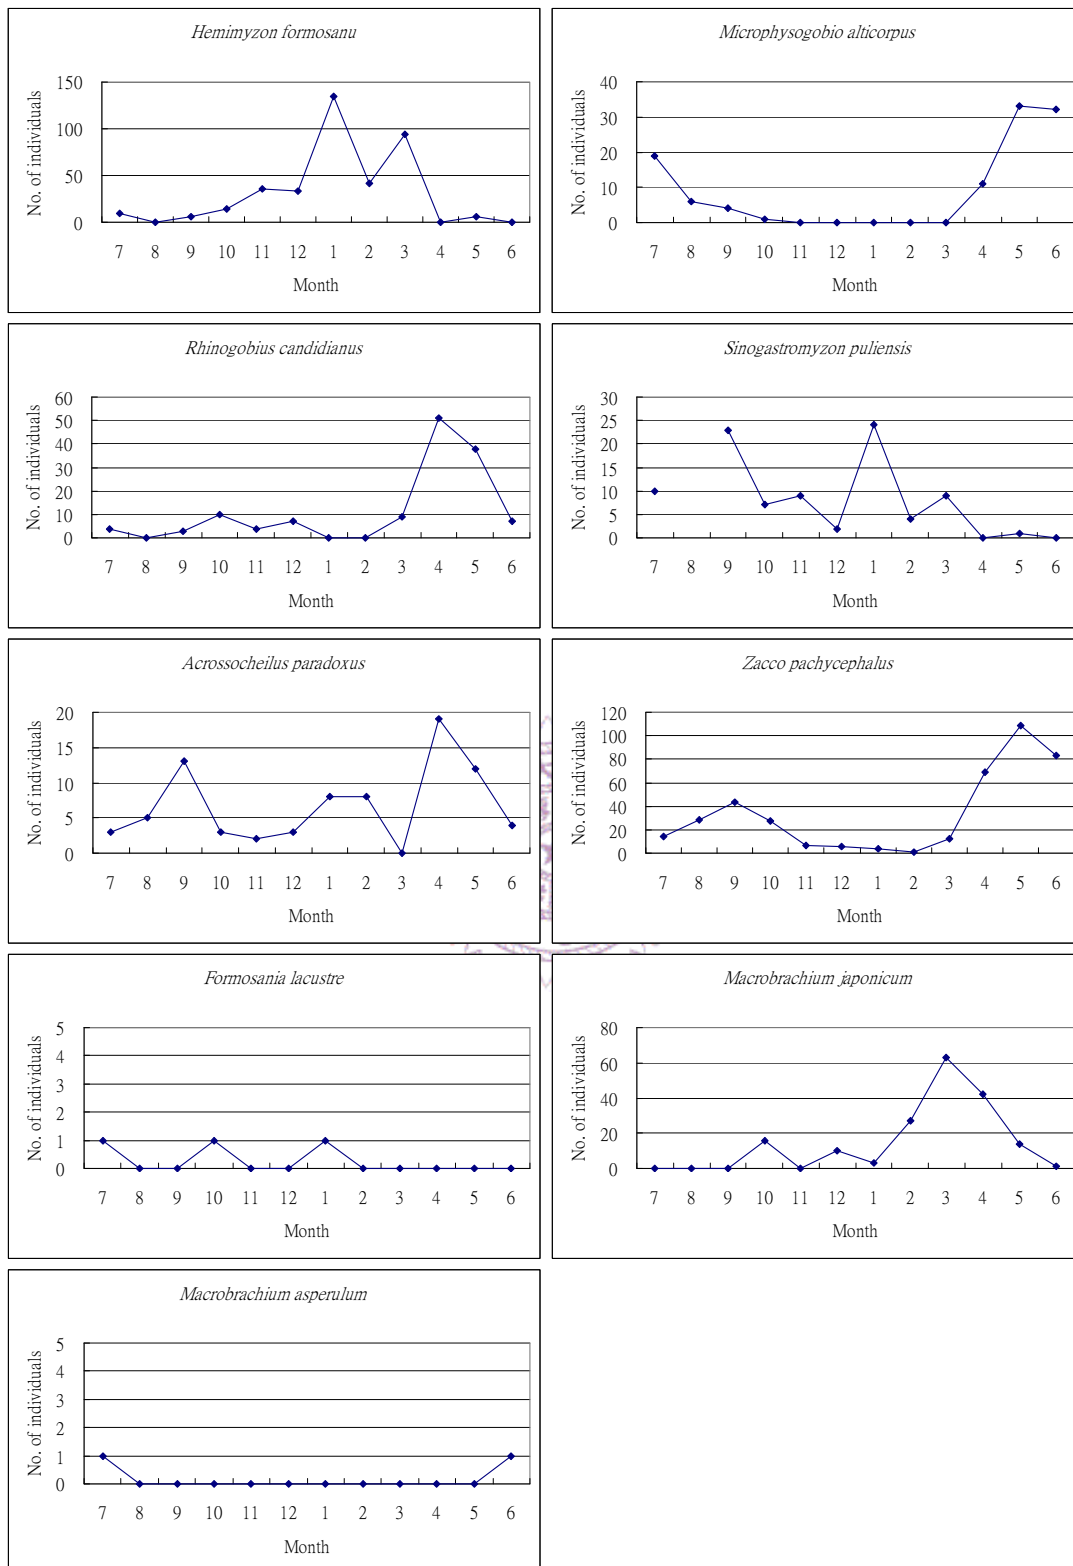 Hemimyzon formosanu
No. of individuals
150
100
50
0
7 8 9 10 11 12 1 2 3 4 5 6
Month
Microphysogobio alticorpus
No. of individuals
40
30
20
10
0
7 8 9 10 11 12 1 2 3 4 5 6
Month
Rhinogobius candidianus
No. of individuals
60
50
40
30
20
10
0
7 8 9 10 11 12 1 2 3 4 5 6
Month
Sinogastromyzon puliensis
No. of individuals
30
25
20
15
10
5
0
7 8 9 10 11 12 1 2 3 4 5 6
Month
Acrossocheilus paradoxus
No. of individuals
20
15
10
5
0
7 8 9 10 11 12 1 2 3 4 5 6
Month
Zacco pachycephalus
No. of individuals
120
100
80
60
40
20
0
7 8 9 10 11 12 1 2 3 4 5 6
Month
Formosania lacustre
No. of individuals
5
4
3
2
1
0
7 8 9 10 11 12 1 2 3 4 5 6
Month
Macrobrachium japonicum
No. of individuals
80
60
40
20
0
7 8 9 10 11 12 1 2 3 4 5 6
Month
Macrobrachium asperulum
No. of individuals
5
4
3
2
1
0
7 8 9 10 11 12 1 2 3 4 5 6
Month